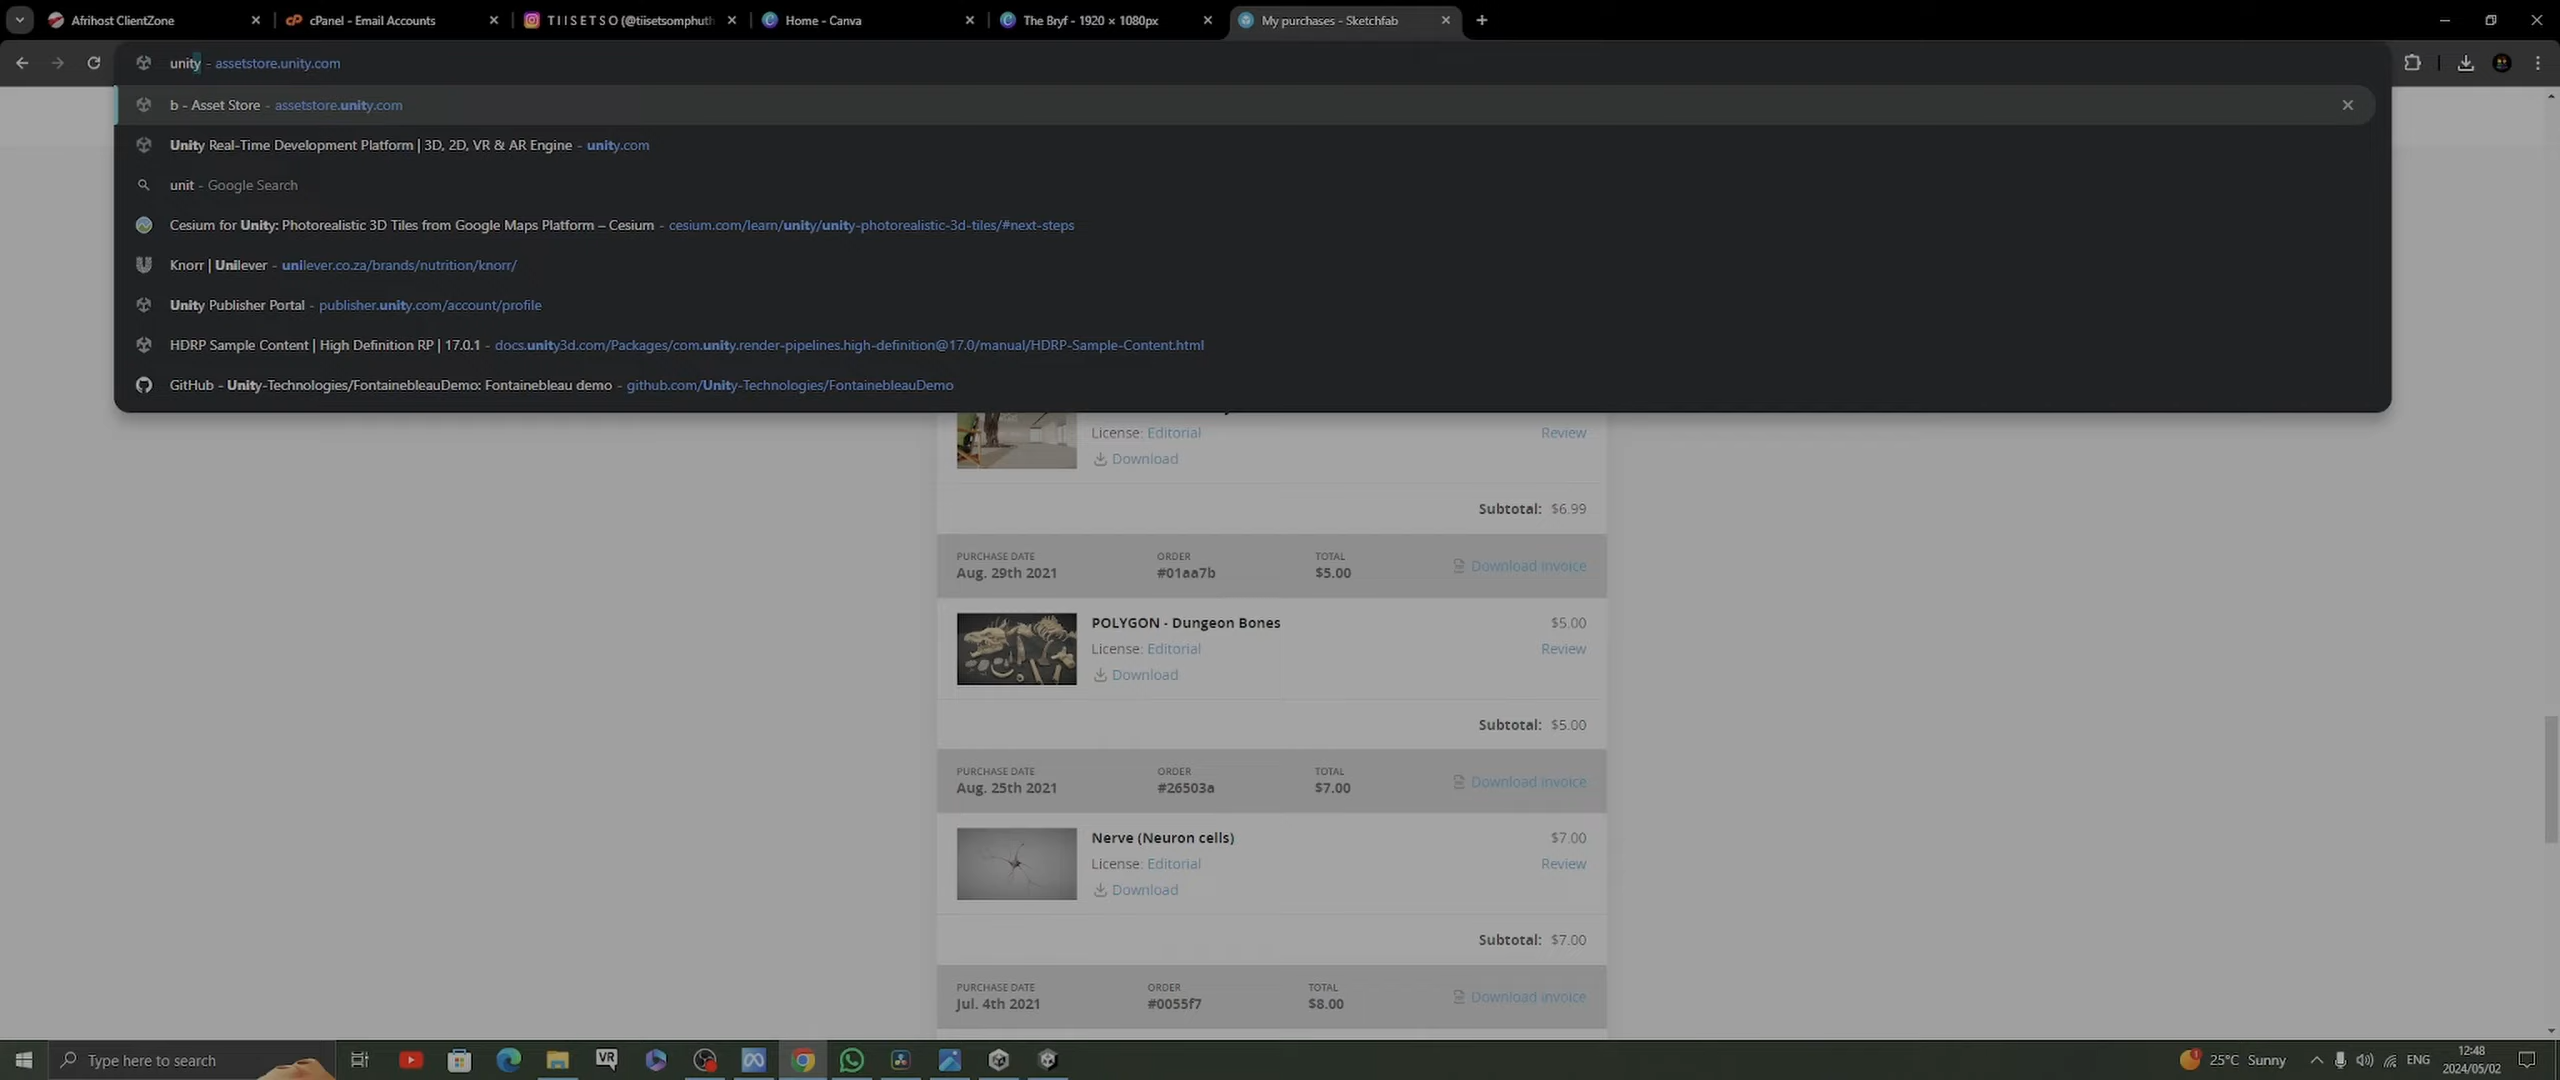 Afrihost ClientZone
cPanel - Email Accounts
T I I S E T S O (@tiisetsomphuth
Home - Canva
The Bryf - 1920 × 1080px
My purchases - Sketchfab
unity - assetstore.unity.com
b - Asset Store - assetstore.unity.com
Unity Real-Time Development Platform | 3D, 2D, VR & AR Engine - unity.com
unit - Google Search
Cesium for Unity: Photorealistic 3D Tiles from Google Maps Platform – Cesium - cesium.com/learn/unity/unity-photorealistic-3d-tiles/#next-steps
Knorr | Unilever - unilever.co.za/brands/nutrition/knorr/
Unity Publisher Portal - publisher.unity.com/account/profile
HDRP Sample Content | High Definition RP | 17.0.1 - docs.unity3d.com/Packages/com.unity.render-pipelines.high-definition@17.0/manual/HDRP-Sample-Content.html
GitHub - Unity-Technologies/FontainebleauDemo: Fontainebleau demo - github.com/Unity-Technologies/FontainebleauDemo
License: Editorial Review
Download
Subtotal: $6.99
PURCHASE DATE ORDER TOTAL
Aug. 29th 2021 #01aa7b $5.00 Download invoice
POLYGON - Dungeon Bones $5.00
License: Editorial Review
Download
Subtotal: $5.00
PURCHASE DATE ORDER TOTAL
Aug. 25th 2021 #26503a $7.00 Download invoice
Nerve (Neuron cells) $7.00
License: Editorial Review
Download
Subtotal: $7.00
PURCHASE DATE ORDER TOTAL
Jul. 4th 2021 #0055f7 $8.00 Download invoice
Type here to search
VR
25°C Sunny
ENG
12:48
2024/05/02